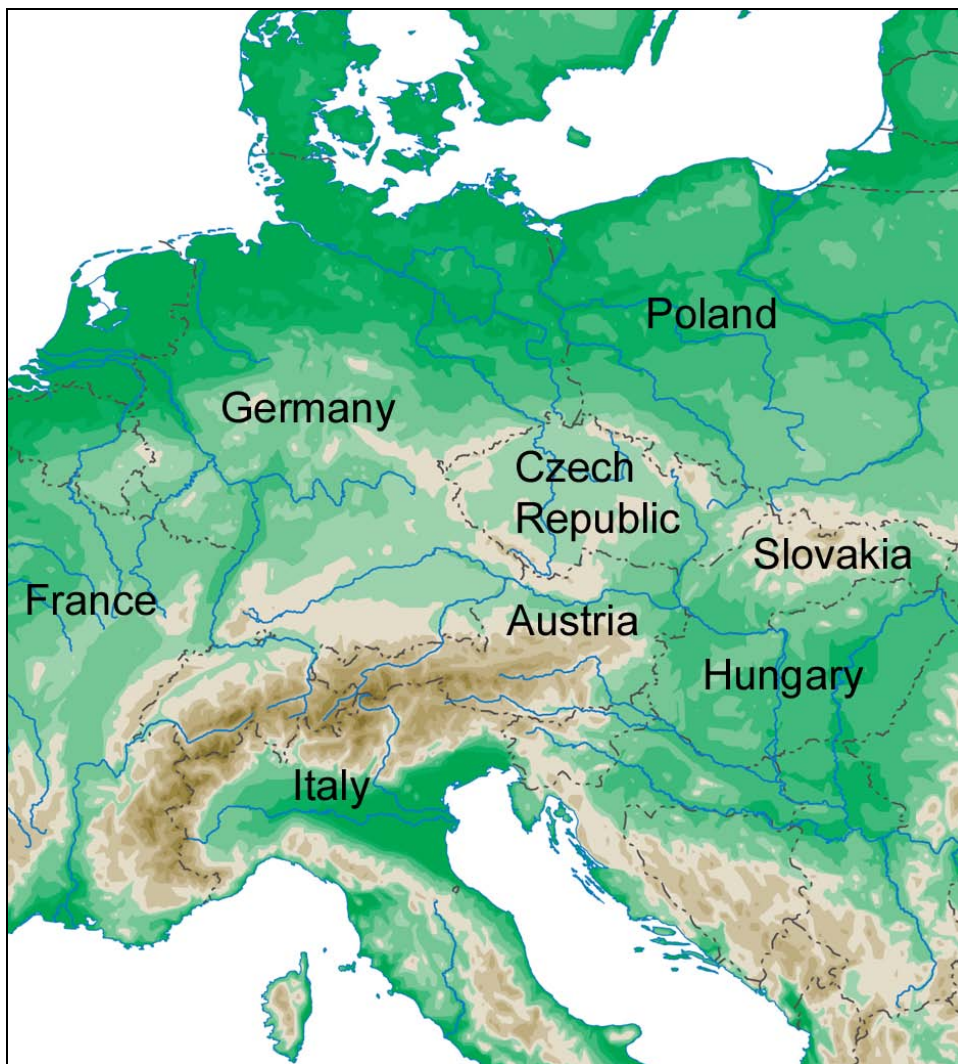 Poland
Germany
Czech
Republic
Slovakia
France
Austria
Hungary
Italy